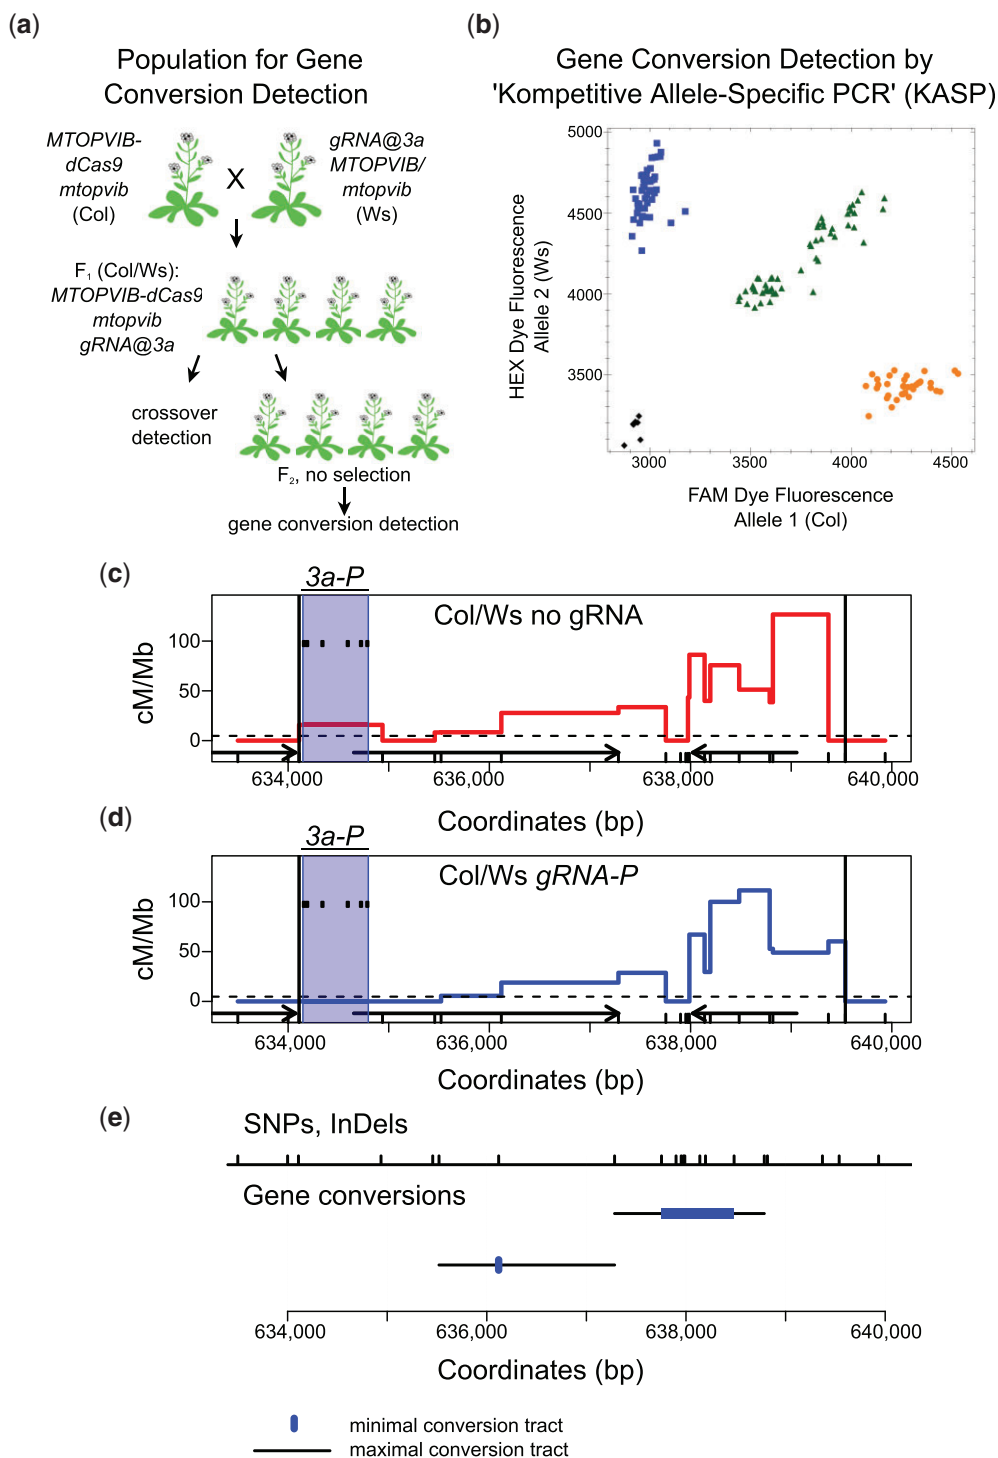 (a)
Population for Gene
Conversion Detection
MTOPVIB-
dCas9
mtopvib
(Col)
X
gRNA@3a
MTOPVIB/
mtopvib
(Ws)
F1 (Col/Ws):
MTOPVIB-dCas9
mtopvib
gRNA@3a
crossover
detection
F2, no selection
gene conversion detection
(b)
Gene Conversion Detection by
'Kompetitive Allele-Specific PCR' (KASP)
HEX Dye Fluorescence
Allele 2 (Ws)
5000
4500
4000
3500
3000
3500
4000
4500
FAM Dye Fluorescence
Allele 1 (Col)
(c)
3a-P
Col/Ws no gRNA
cM/Mb
100
50
0
634,000
636,000
638,000
640,000
Coordinates (bp)
(d)
3a-P
Col/Ws gRNA-P
cM/Mb
100
50
0
634,000
636,000
638,000
640,000
Coordinates (bp)
(e)
SNPs, InDels
Gene conversions
634,000
636,000
638,000
640,000
Coordinates (bp)
minimal conversion tract
maximal conversion tract